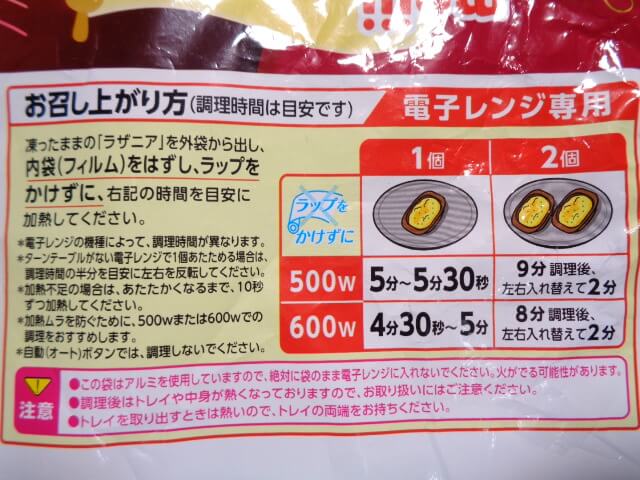 お召し上がり方(調理時間は目安です)
電子レンジ専用
凍ったままの「ラザニア」を外袋から出し、
内袋(フィルム)をはずし、ラップを
かけずに、右記の時間を目安に
加熱してください。
*電子レンジの機種によって、調理時間が異なります。
*ターンテーブルがない電子レンジで1個あたためる場合は、
調理時間の半分を目安に左右を反転してください。
*加熱不足の場合は、あたたかくなるまで、10秒
ずつ加熱してください。
*加熱ムラを防ぐために、500wまたは600wでの
調理をおすすめします。
*自動(オート)ボタンでは、調理しないでください。
1個 2個
ラップを
かけずに
500W 5分~5分30秒 9分調理後、
左右入れ替えて2分
600W 4分30秒~5分 8分調理後、
左右入れ替えて2分
注意
●この袋はアルミを使用していますので、絶対に袋のまま電子レンジに入れないでください。火がでる可能性があります。
●調理後はトレイや中身が熱くなっておりますので、お取り扱いにはご注意ください。
●トレイを取り出すときは熱いので、トレイの両端をお持ちください。